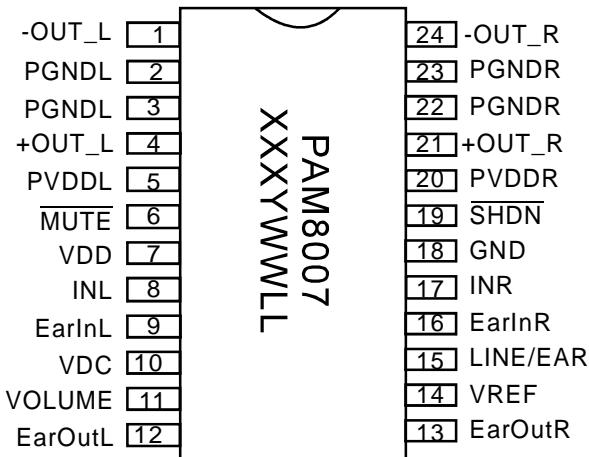 -OUT_L 1 24 -OUT_R
PGNDL 2 23 PGNDR
PGNDL 3 22 PGNDR
+OUT_L 4 21 +OUT_R
PVDDL 5 20 PVDDR
MUTE 6 19 SHDN
VDD 7 18 GND
INL 8 17 INR
EarInL 9 16 EarInR
VDC 10 15 LINE/EAR
VOLUME 11 14 VREF
EarOutL 12 13 EarOutR
PAM8007
XXXYWWLL